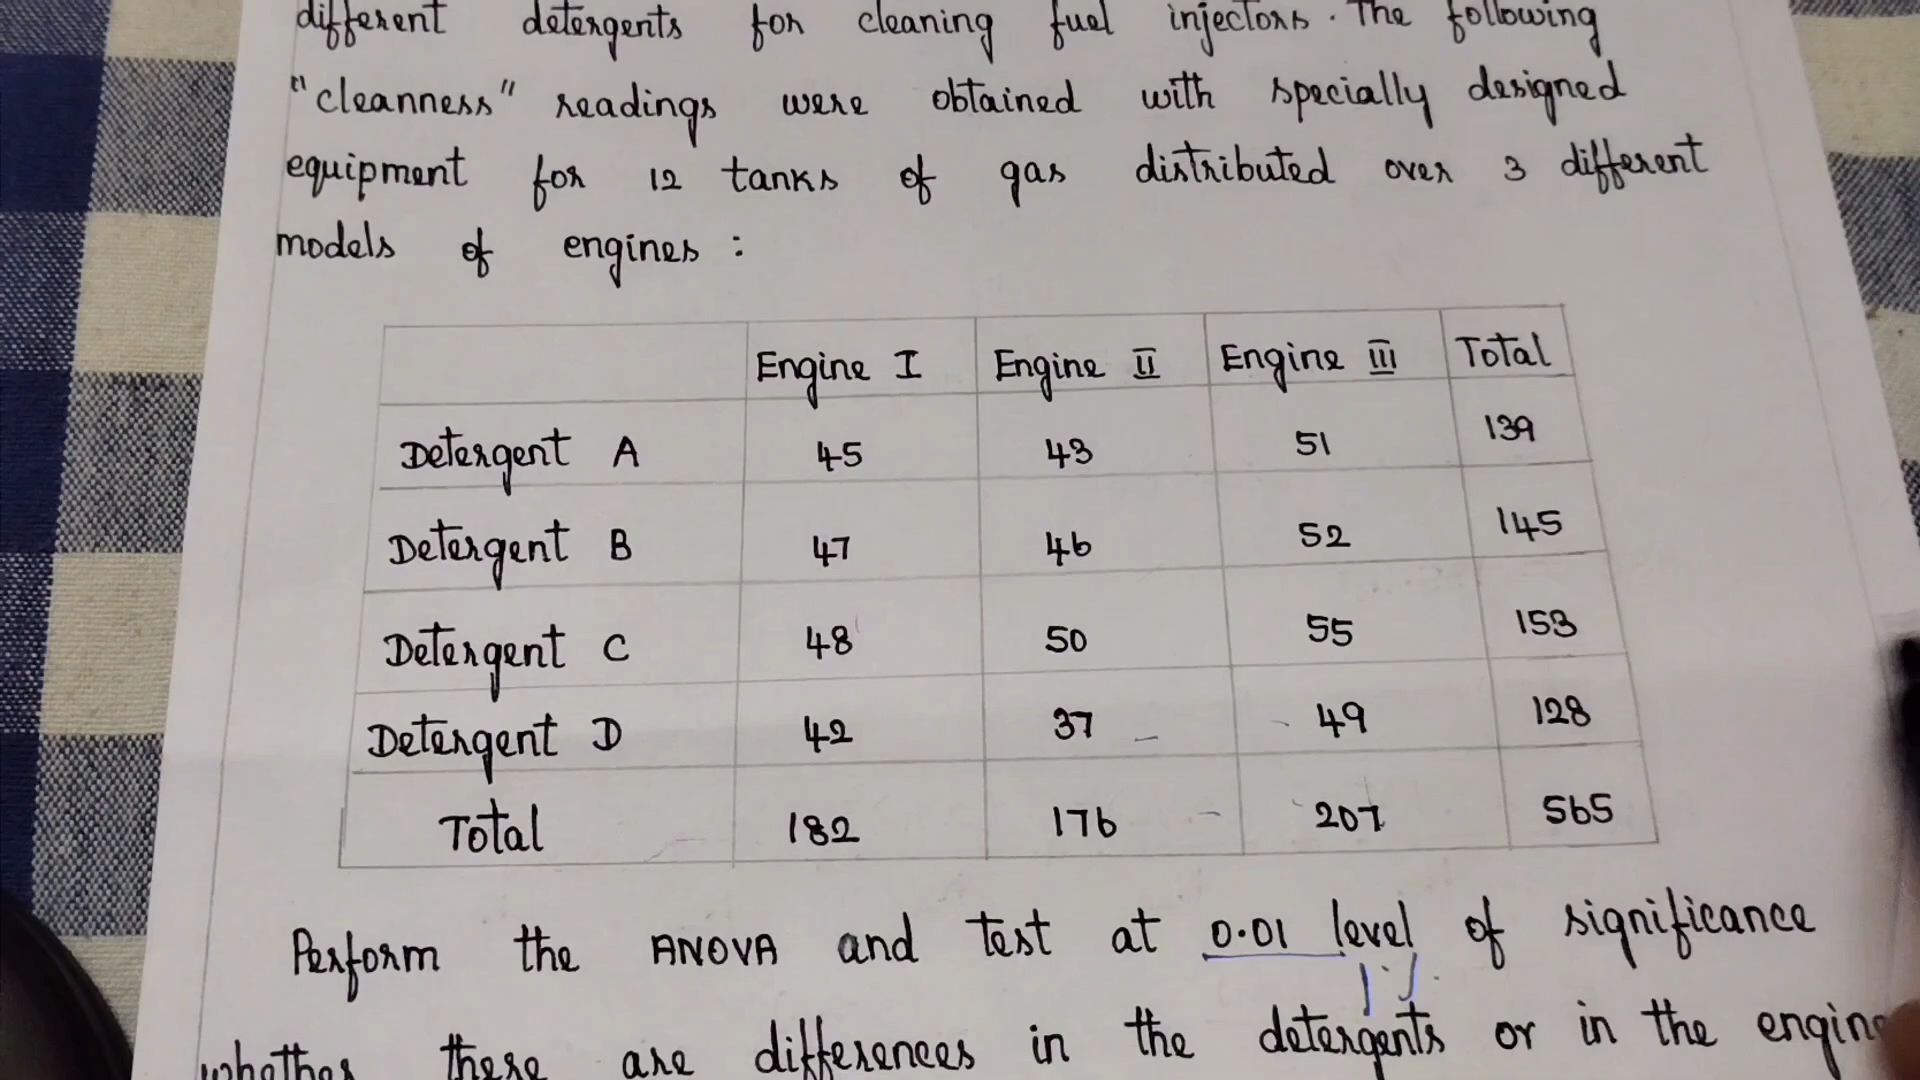 different detergents for cleaning fuel injectors. The following
"cleanness" readings were obtained with specially designed
equipment for 12 tanks of gas distributed over 3 different
models of engines :
Engine I Engine II Engine III Total
Detergent A 45 43 51 139
Detergent B 47 46 52 145
Detergent C 48 50 55 153
Detergent D 42 37 49 128
Total 182 176 207 565
Perform the ANOVA and test at 0.01 level of significance
whether there are differences in the detergents or in the engine